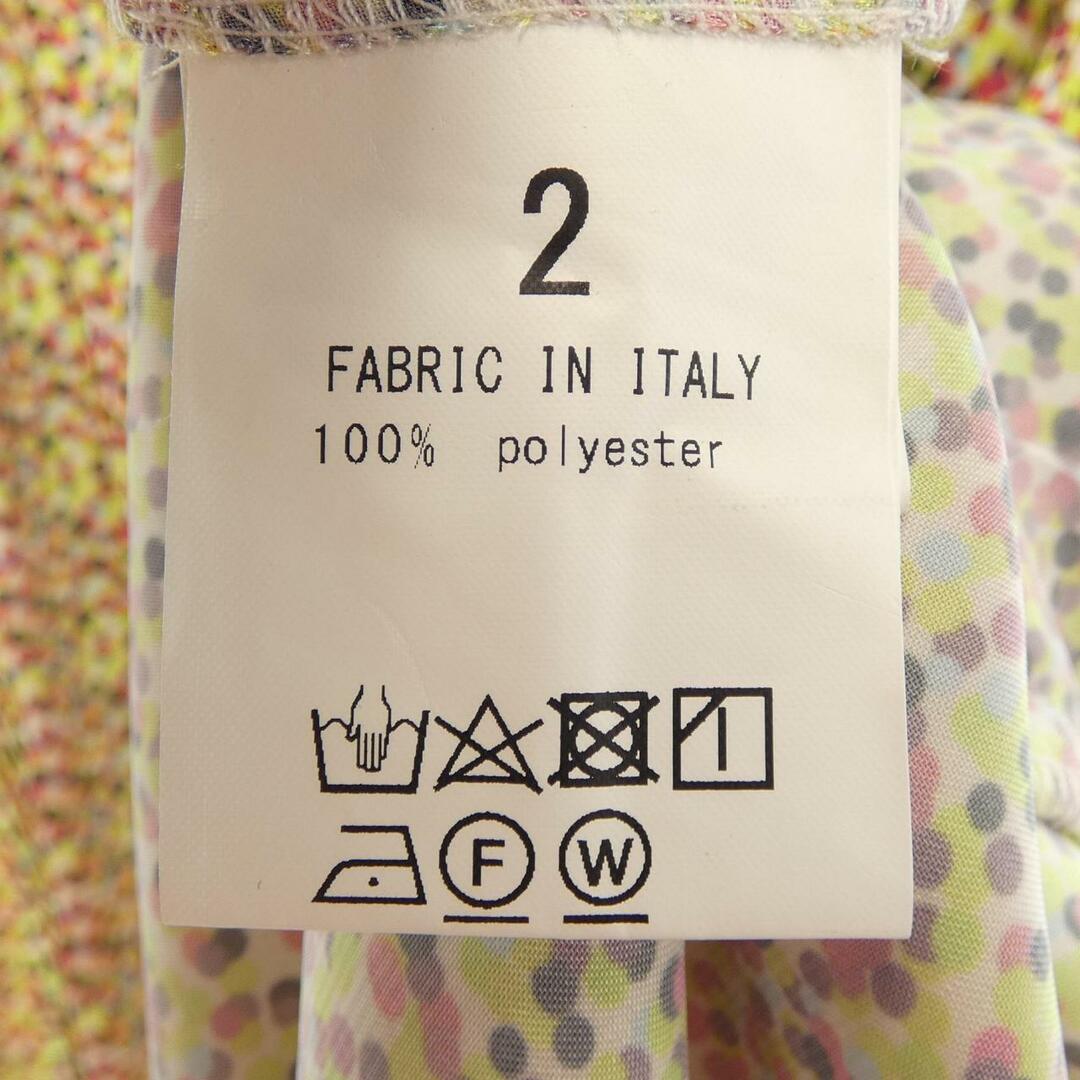 2
FABRIC IN ITALY
100% polyester
F W